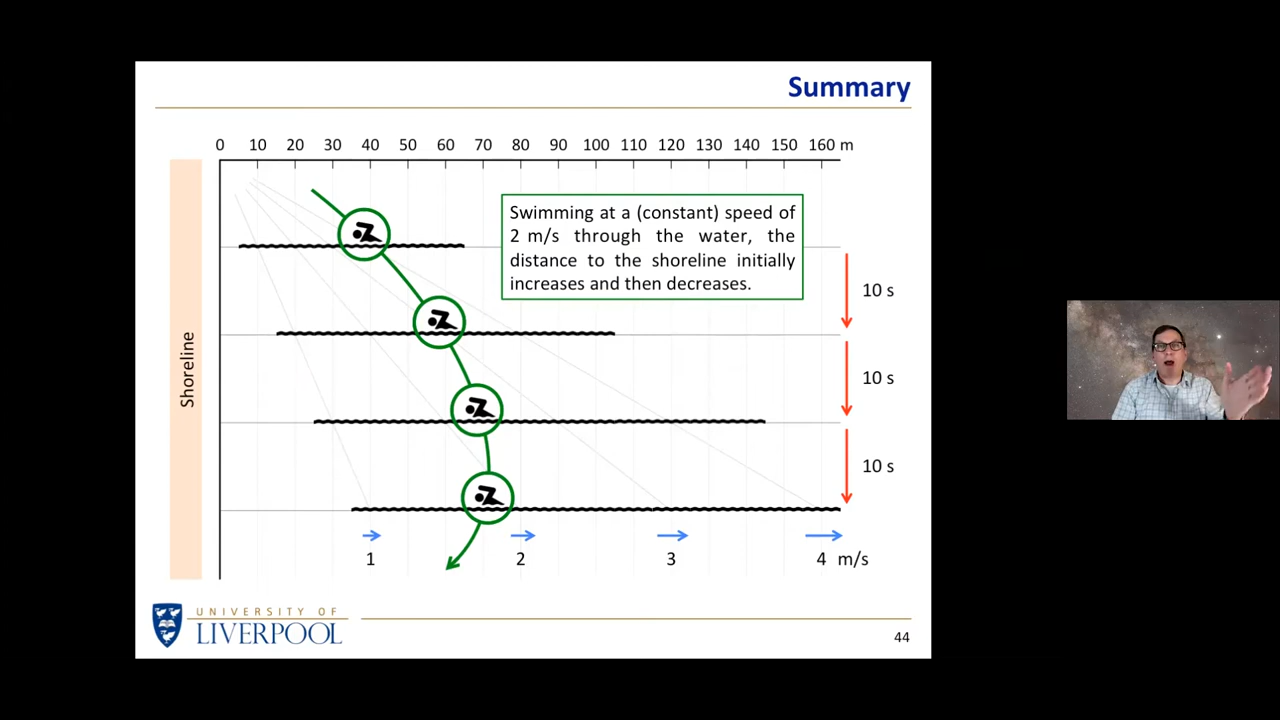 Summary
0 10 20 30 40 50 60 70 80 90 100 110 120 130 140 150 160 m
Swimming at a (constant) speed of
2 m/s through the water, the
distance to the shoreline initially
increases and then decreases.
10 s
Shoreline
10 s
10 s
1 2 3 4 m/s
UNIVERSITY OF
LIVERPOOL
44